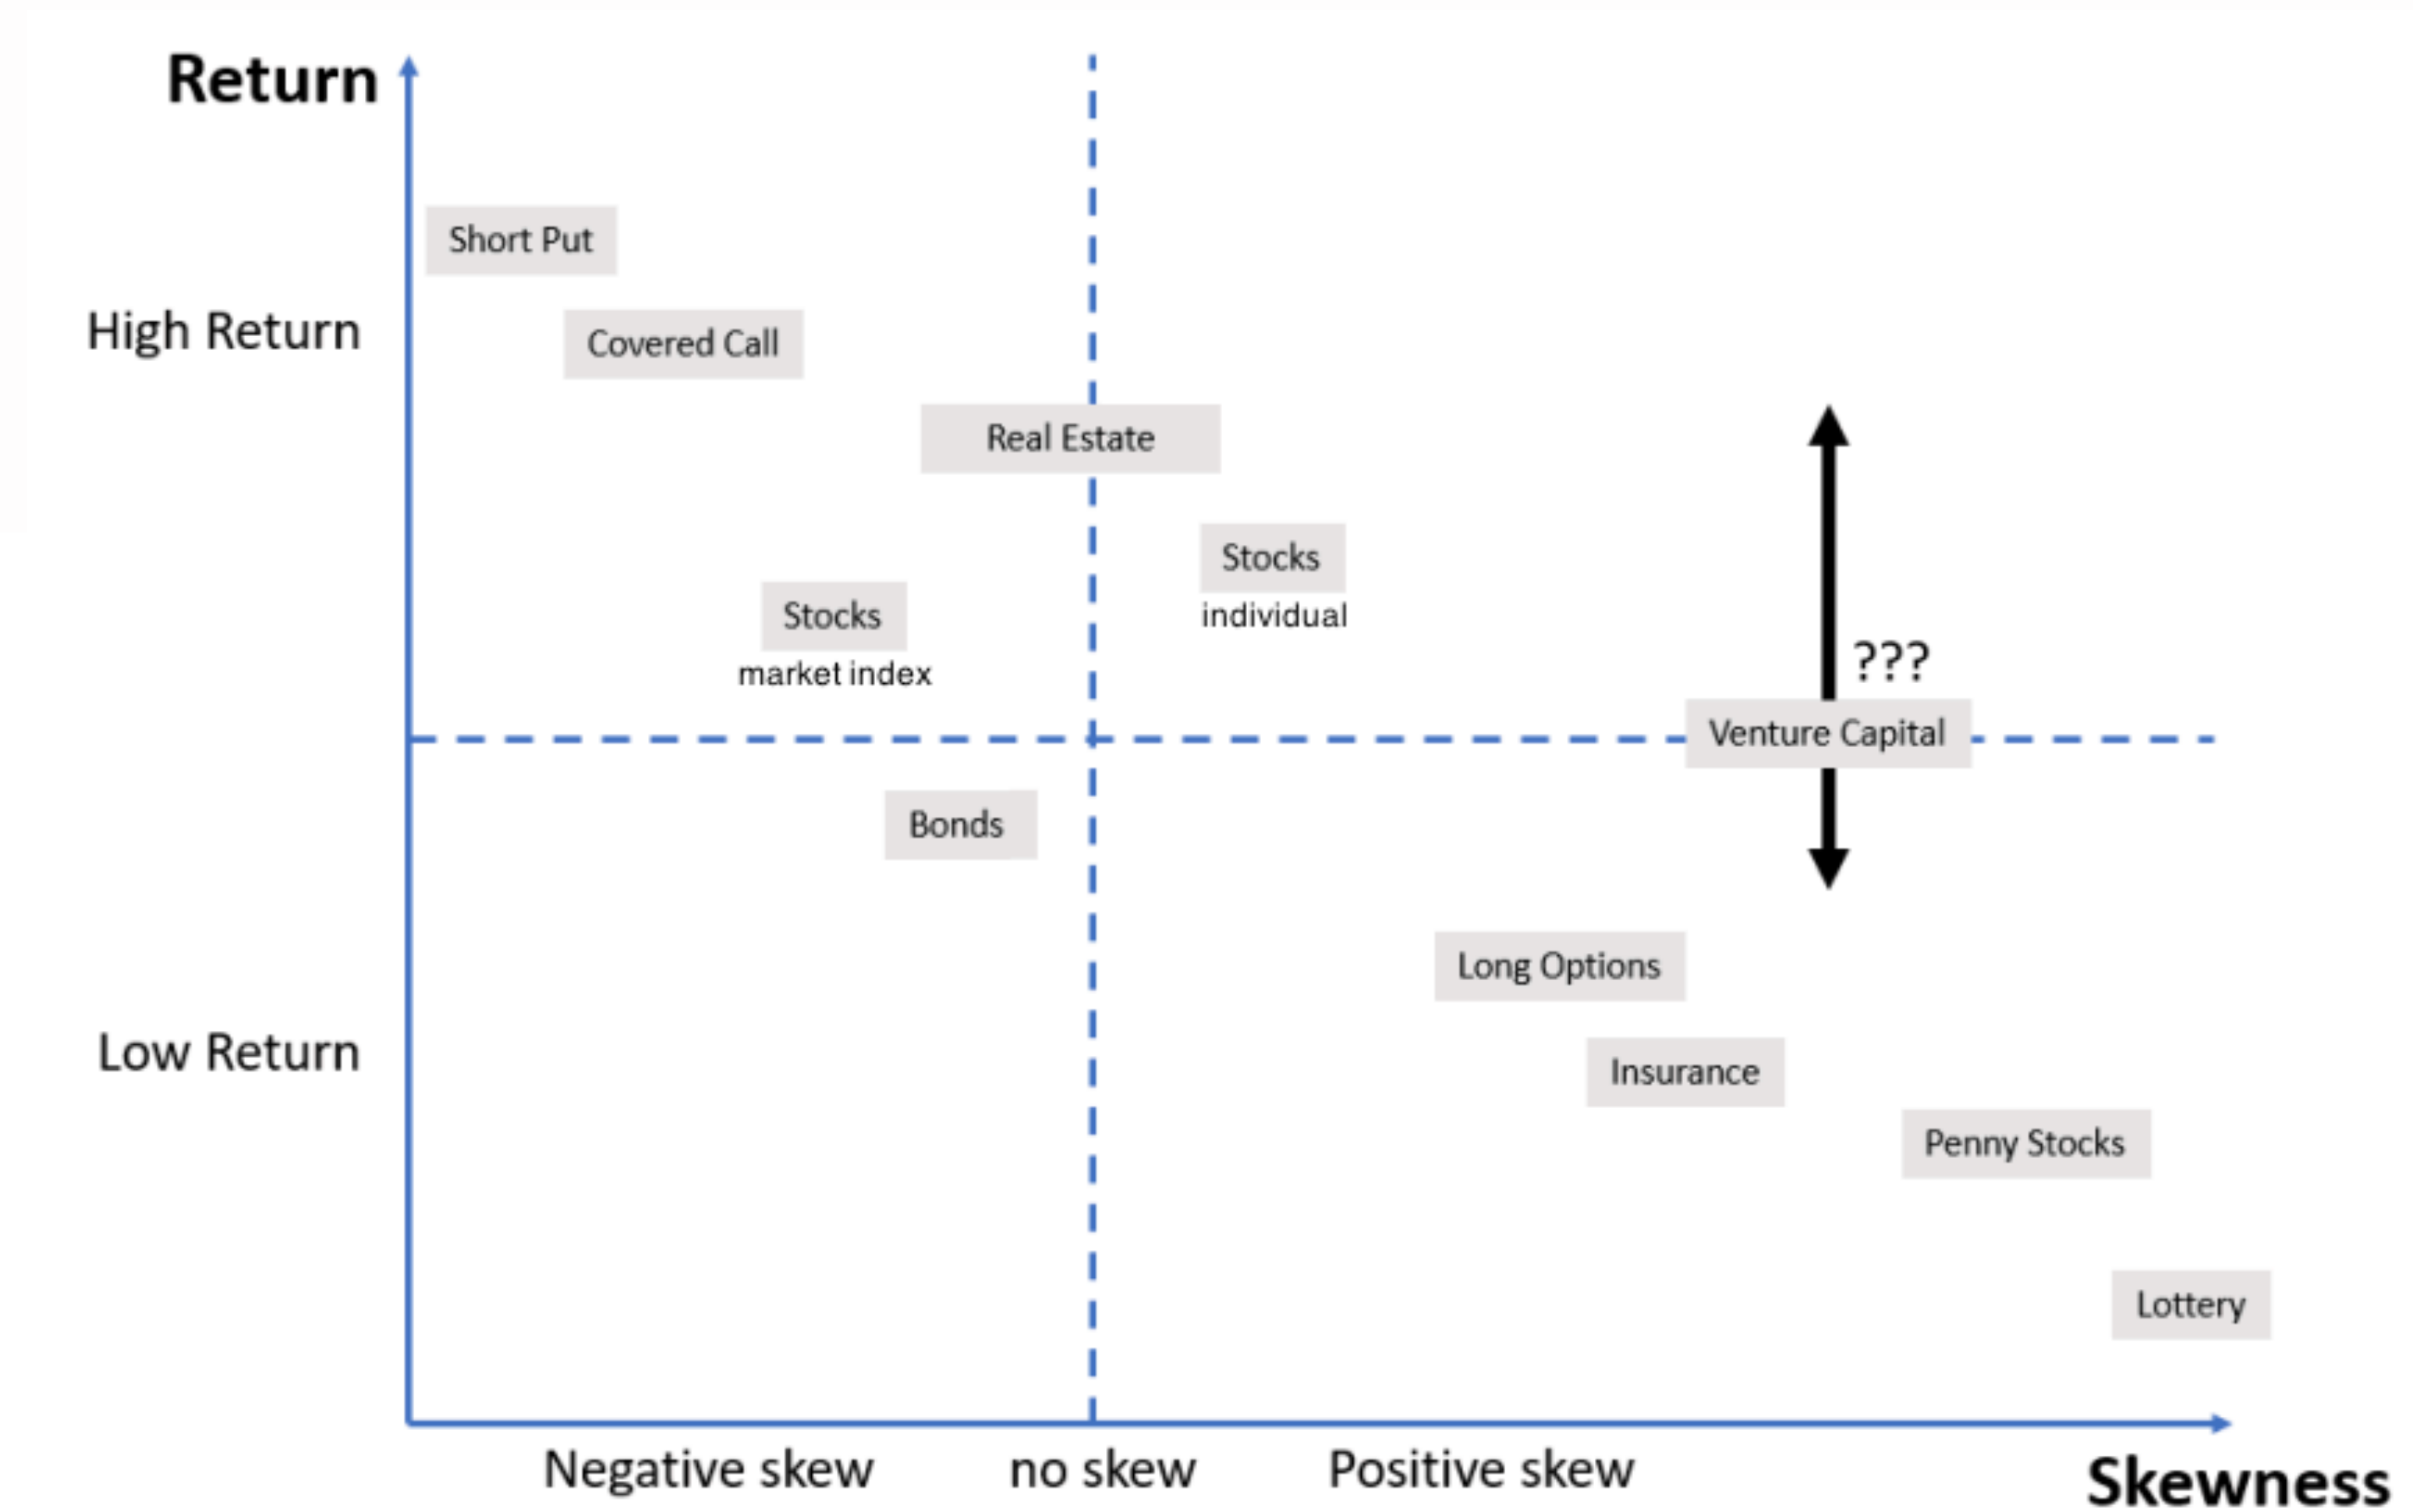 Return
Short Put
High Return
Covered Call
Real Estate
Stocks
individual
Stocks
market index
???
Venture Capital
Bonds
Long Options
Low Return
Insurance
Penny Stocks
Lottery
Negative skew
no skew
Positive skew
Skewness